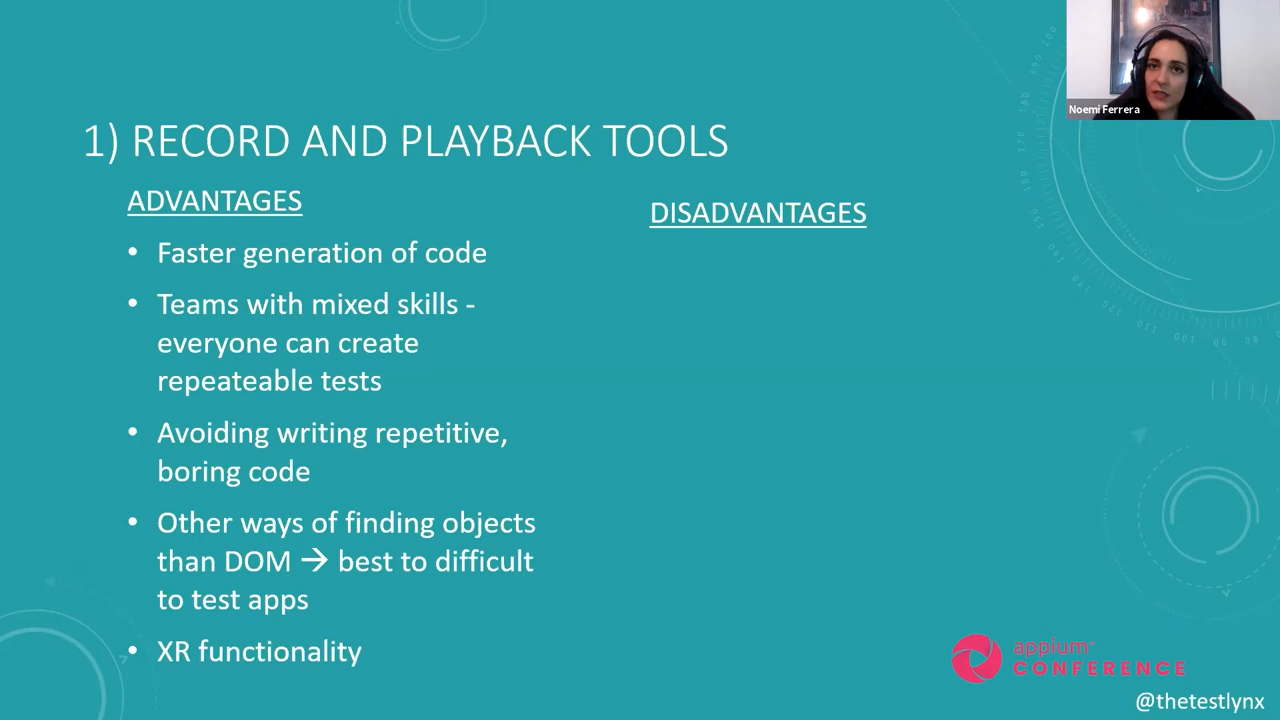 Noemi Ferrera
1) RECORD AND PLAYBACK TOOLS
ADVANTAGES
• Faster generation of code
• Teams with mixed skills -
everyone can create
repeateable tests
• Avoiding writing repetitive,
boring code
• Other ways of finding objects
than DOM → best to difficult
to test apps
• XR functionality
DISADVANTAGES
appium
CONFERENCE
@thetestlynx